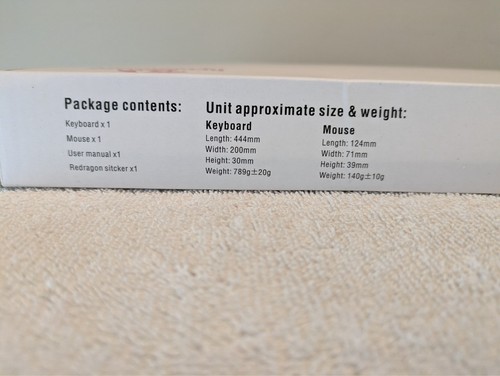 Package contents:
Keyboard x 1
Mouse x 1
User manual x1
Redragon sitcker x1
Unit approximate size & weight:
Keyboard
Length: 444mm
Width: 200mm
Height: 30mm
Weight: 789g±20g
Mouse
Length: 124mm
Width: 71mm
Height: 39mm
Weight: 140g±10g